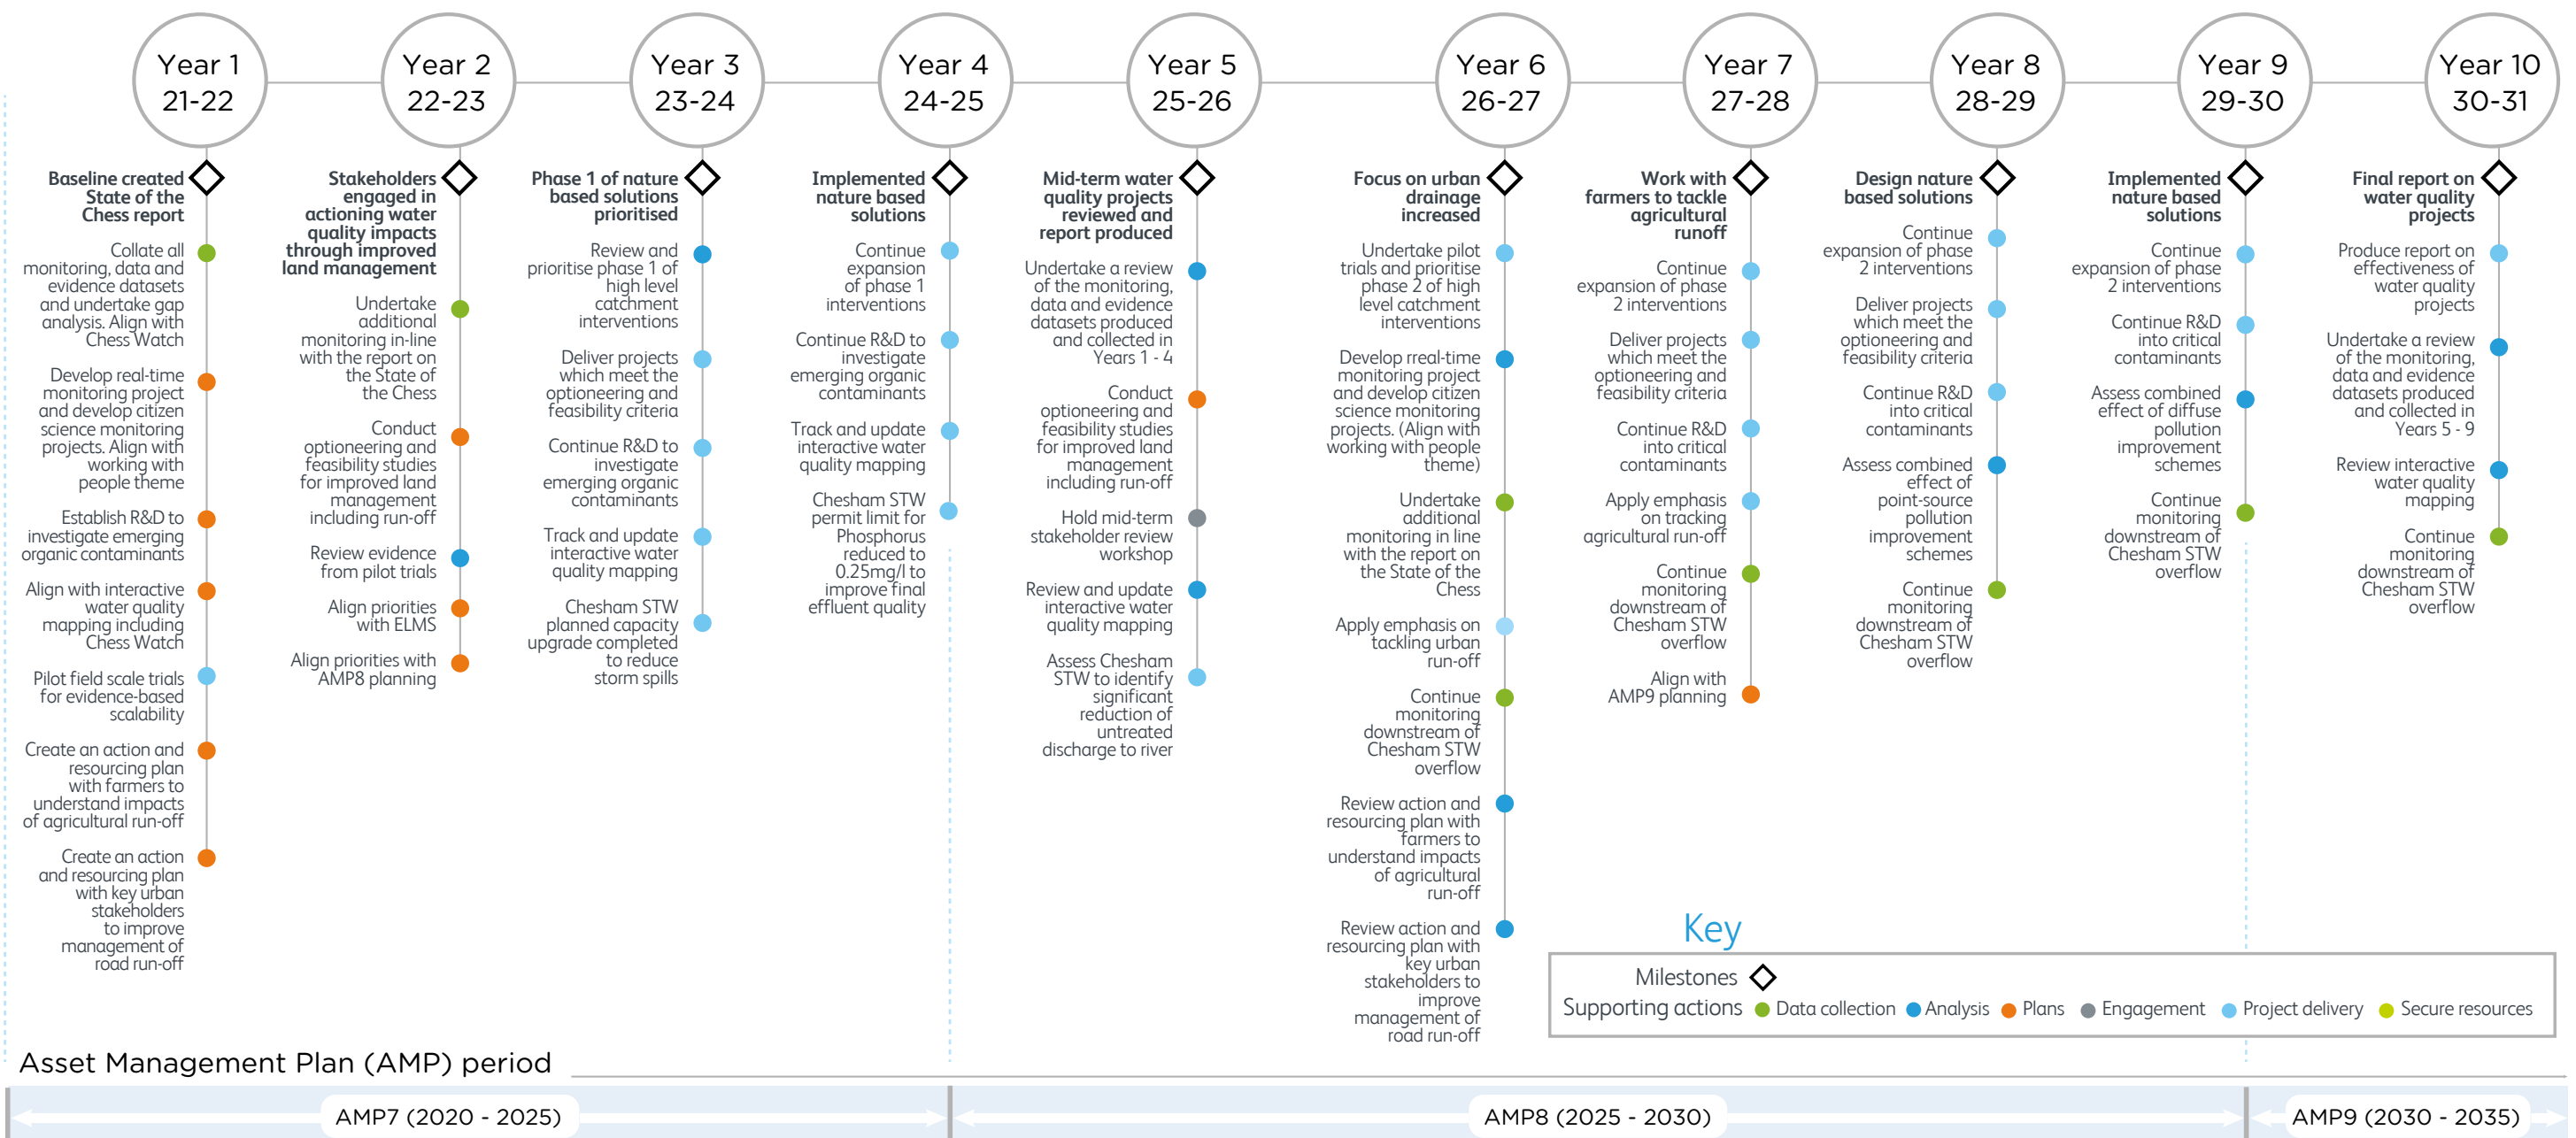 Year 1
21-22
Year 2
22-23
Year 3
23-24
Year 4
24-25
Year 5
25-26
Year 6
26-27
Year 7
27-28
Year 8
28-29
Year 9
29-30
Year 10
30-31
Baseline created
State of the
Chess report
Collate all
monitoring, data and
evidence datasets
and undertake gap
analysis. Align with
Chess Watch
Develop real-time
monitoring project
and develop citizen
science monitoring
projects. Align with
working with
people theme
Establish R&D to
investigate emerging
organic contaminants
Align with interactive
water quality
mapping including
Chess Watch
Pilot field scale trials
for evidence-based
scalability
Create an action and
resourcing plan
with farmers to
understand impacts
of agricultural run-off
Create an action
and resourcing plan
with key urban
stakeholders
to improve
management of
road run-off
Stakeholders
engaged in
actioning water
quality impacts
through improved
land management
Undertake
additional
monitoring in-line
with the report on
the State of
the Chess
Conduct
optioneering and
feasibility studies
for improved land
management
including run-off
Review evidence
from pilot trials
Align priorities
with ELMS
Align priorities with
AMP8 planning
Phase 1 of nature
based solutions
prioritised
Review and
prioritise phase 1 of
high level
catchment
interventions
Deliver projects
which meet the
optioneering and
feasibility criteria
Continue R&D to
investigate
emerging organic
contaminants
Track and update
interactive water
quality mapping
Chesham STW
planned capacity
upgrade completed
to reduce
storm spills
Implemented
nature based
solutions
Continue
expansion
of phase 1
interventions
Continue R&D to
investigate
emerging organic
contaminants
Track and update
interactive water
quality mapping
Chesham STW
permit limit for
Phosphorus
reduced to
0.25mg/l to
improve final
effluent quality
Mid-term water
quality projects
reviewed and
report produced
Undertake a review
of the monitoring,
data and evidence
datasets produced
and collected in
Years 1 - 4
Conduct
optioneering and
feasibility studies
for improved land
management
including run-off
Hold mid-term
stakeholder review
workshop
Review and update
interactive water
quality mapping
Assess Chesham
STW to identify
significant
reduction of
untreated
discharge to river
Focus on urban
drainage
increased
Undertake pilot
trials and prioritise
phase 2 of high
level catchment
interventions
Develop rreal-time
monitoring project
and develop citizen
science monitoring
projects. (Align with
working with people
theme)
Undertake
additional
monitoring in line
with the report on
the State of the
Chess
Apply emphasis on
tackling urban
run-off
Continue
monitoring
downstream of
Chesham STW
overflow
Review action and
resourcing plan with
farmers to
understand impacts
of agricultural
run-off
Review action and
resourcing plan with
key urban
stakeholders to
improve
management of
road run-off
Work with
farmers to tackle
agricultural
runoff
Continue
expansion of phase
2 interventions
Deliver projects
which meet the
optioneering and
feasibility criteria
Continue R&D
into critical
contaminants
Apply emphasis
on tracking
agricultural run-off
Continue
monitoring
downstream of
Chesham STW
overflow
Align with
AMP9 planning
Design nature
based solutions
Continue
expansion of phase
2 interventions
Deliver projects
which meet the
optioneering and
feasibility criteria
Continue R&D
into critical
contaminants
Assess combined
effect of
point-source
pollution
improvement
schemes
Continue
monitoring
downstream of
Chesham STW
overflow
Implemented
nature based
solutions
Continue
expansion of phase
2 interventions
Continue R&D
into critical
contaminants
Assess combined
effect of diffuse
pollution
improvement
schemes
Continue
monitoring
downstream of
Chesham STW
overflow
Final report on
water quality
projects
Produce report on
effectiveness of
water quality
projects
Undertake a review
of the monitoring,
data and evidence
datasets produced
and collected in
Years 5 - 9
Review interactive
water quality
mapping
Continue
monitoring
downstream of
Chesham STW
overflow
Key
Milestones
Supporting actions Data collection Analysis Plans Engagement Project delivery Secure resources
Asset Management Plan (AMP) period
AMP7 (2020 - 2025)
AMP8 (2025 - 2030)
AMP9 (2030 - 2035)